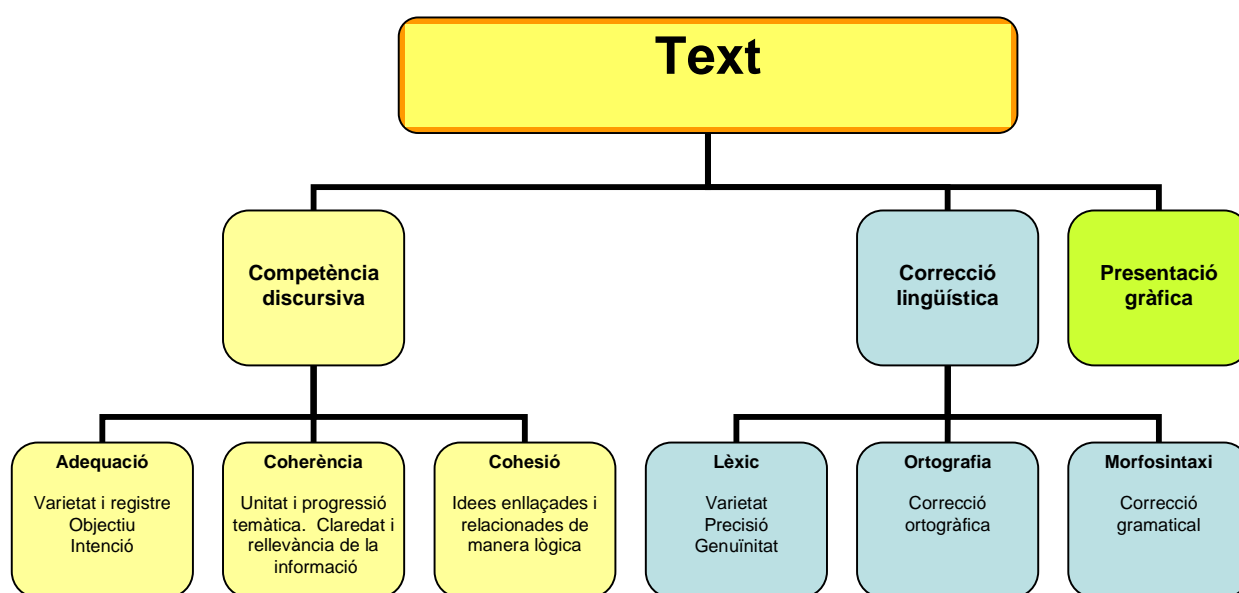 Text
Competència
discursiva
Correcció
lingüística
Presentació
gràfica
Adequació
Varietat i registre
Objectiu
Intenció
Coherència
Unitat i progressió
temàtica.  Claredat i
rellevància de la
informació
Cohesió
Idees enllaçades i
relacionades de
manera lògica
Lèxic
Varietat
Precisió
Genuïnitat
Ortografia
Correcció
ortogràfica
Morfosintaxi
Correcció
gramatical